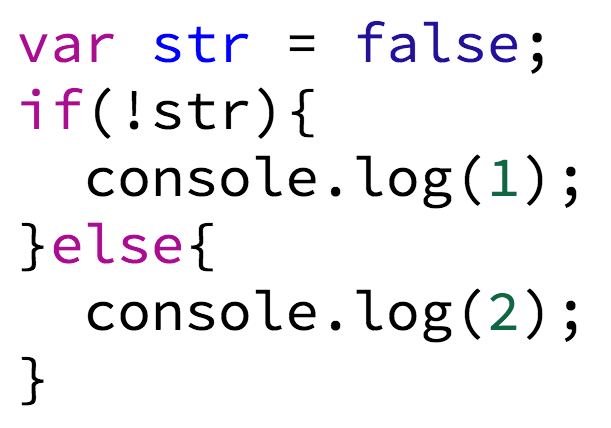 var str = false;
if(!str){
  console.log(1);
}else{
  console.log(2);
}